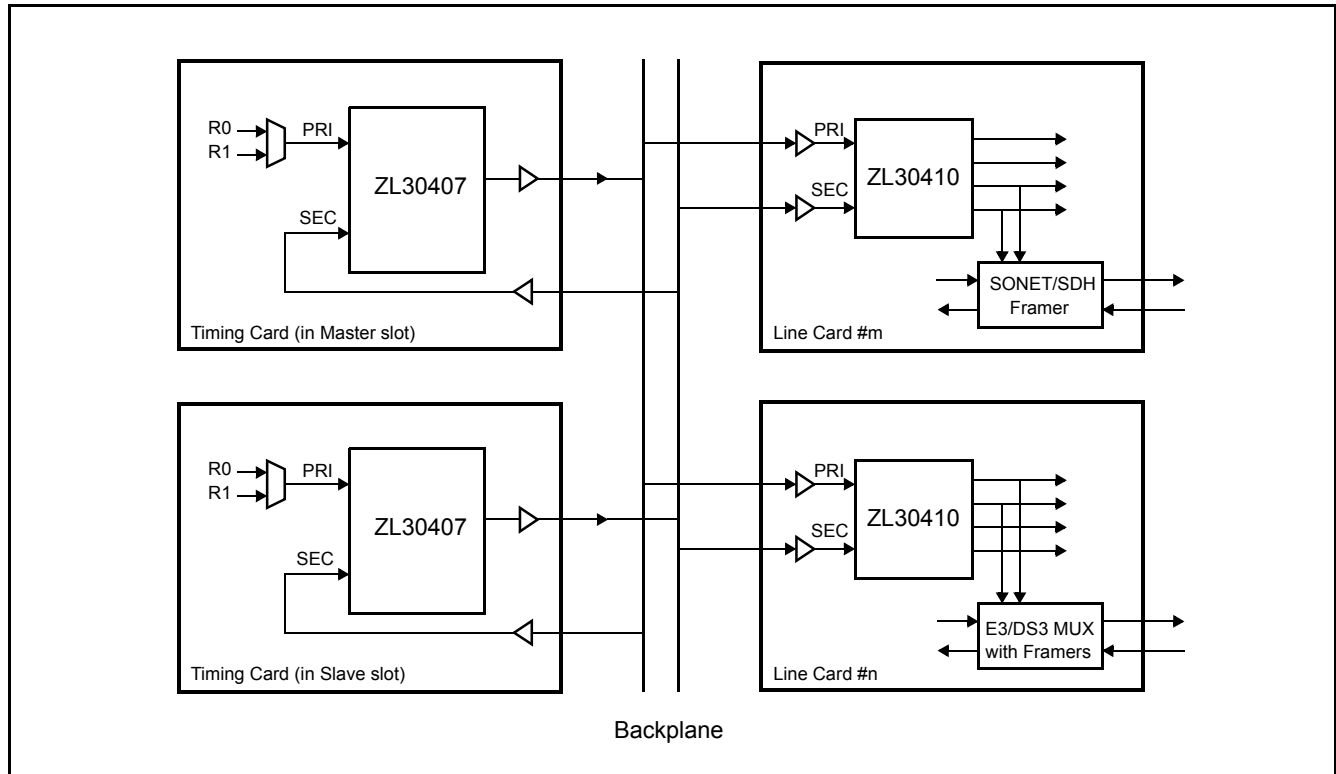 R0
R1
PRI
ZL30407
SEC
Timing Card (in Master slot)
PRI
SEC
ZL30410
SONET/SDH
Framer
Line Card #m
R0
R1
PRI
ZL30407
SEC
Timing Card (in Slave slot)
PRI
SEC
ZL30410
E3/DS3 MUX
with Framers
Line Card #n
Backplane